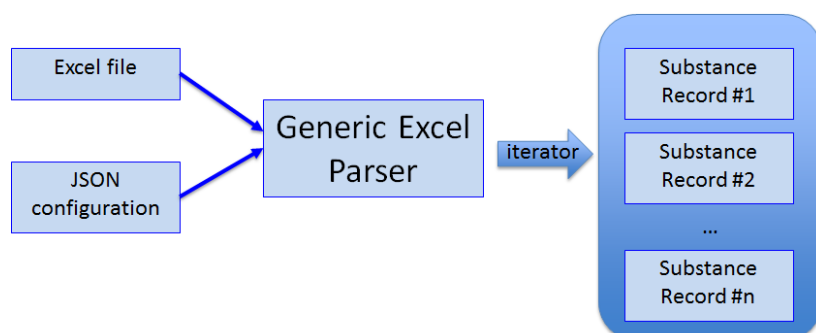 Excel file
JSON
configuration
Generic Excel
Parser
iterator
Substance
Record #1
Substance
Record #2
...
Substance
Record #n